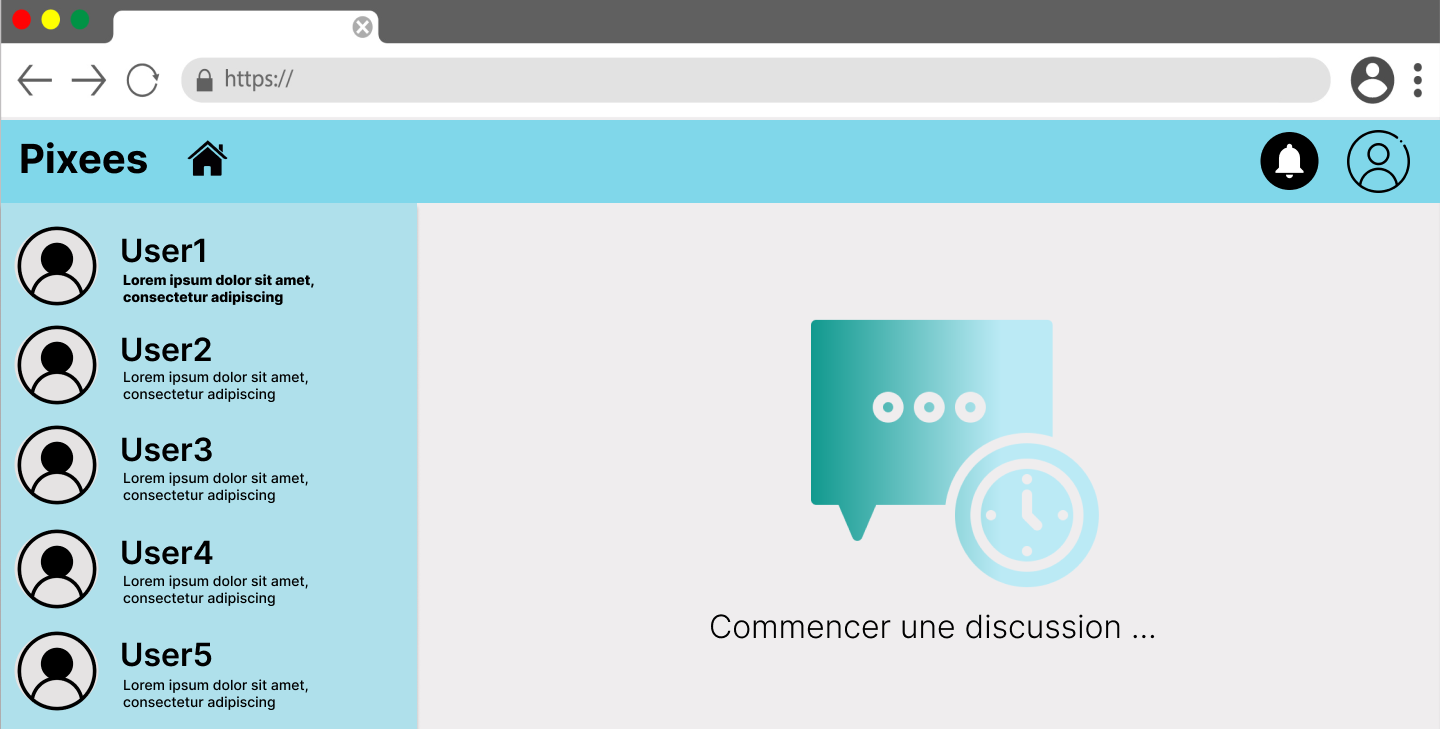 https://
Pixees
User1
Lorem ipsum dolor sit amet,
consectetur adipiscing
User2
Lorem ipsum dolor sit amet,
consectetur adipiscing
User3
Lorem ipsum dolor sit amet,
consectetur adipiscing
User4
Lorem ipsum dolor sit amet,
consectetur adipiscing
User5
Lorem ipsum dolor sit amet,
consectetur adipiscing
Commencer une discussion ...